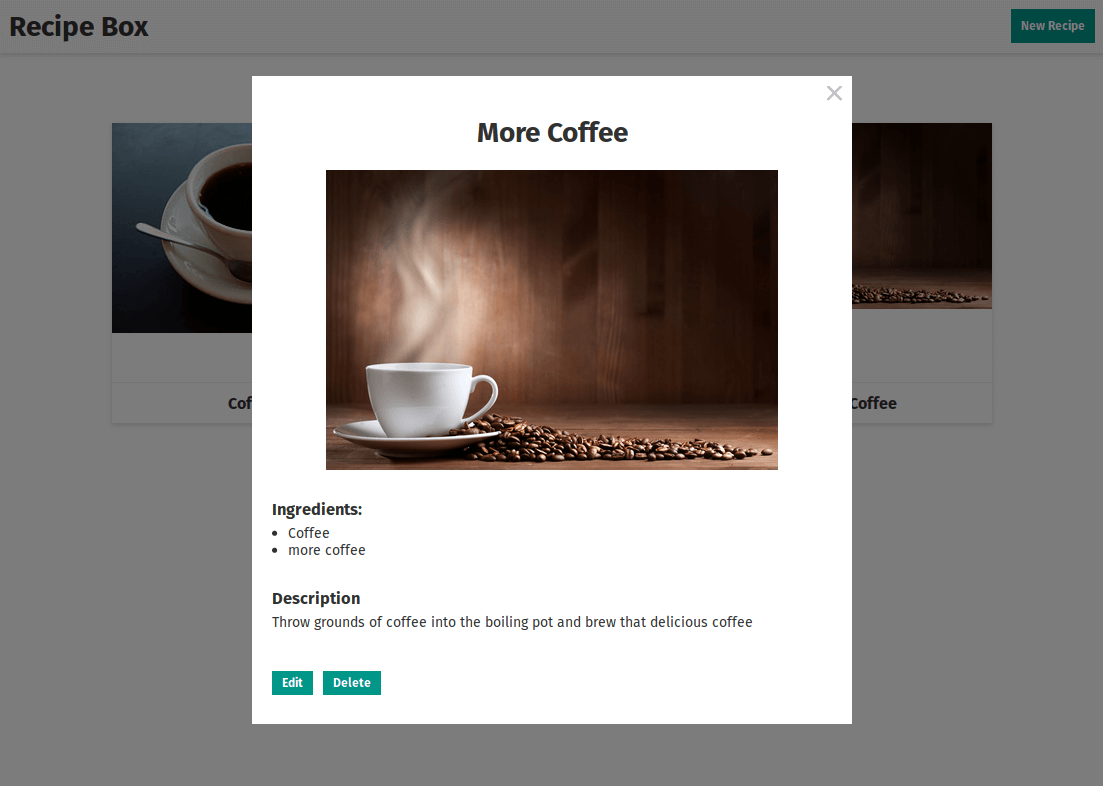 Recipe Box
New Recipe
More Coffee
Cof
Coffee
Ingredients:
• Coffee
• more coffee
Description
Throw grounds of coffee into the boiling pot and brew that delicious coffee
Edit
Delete